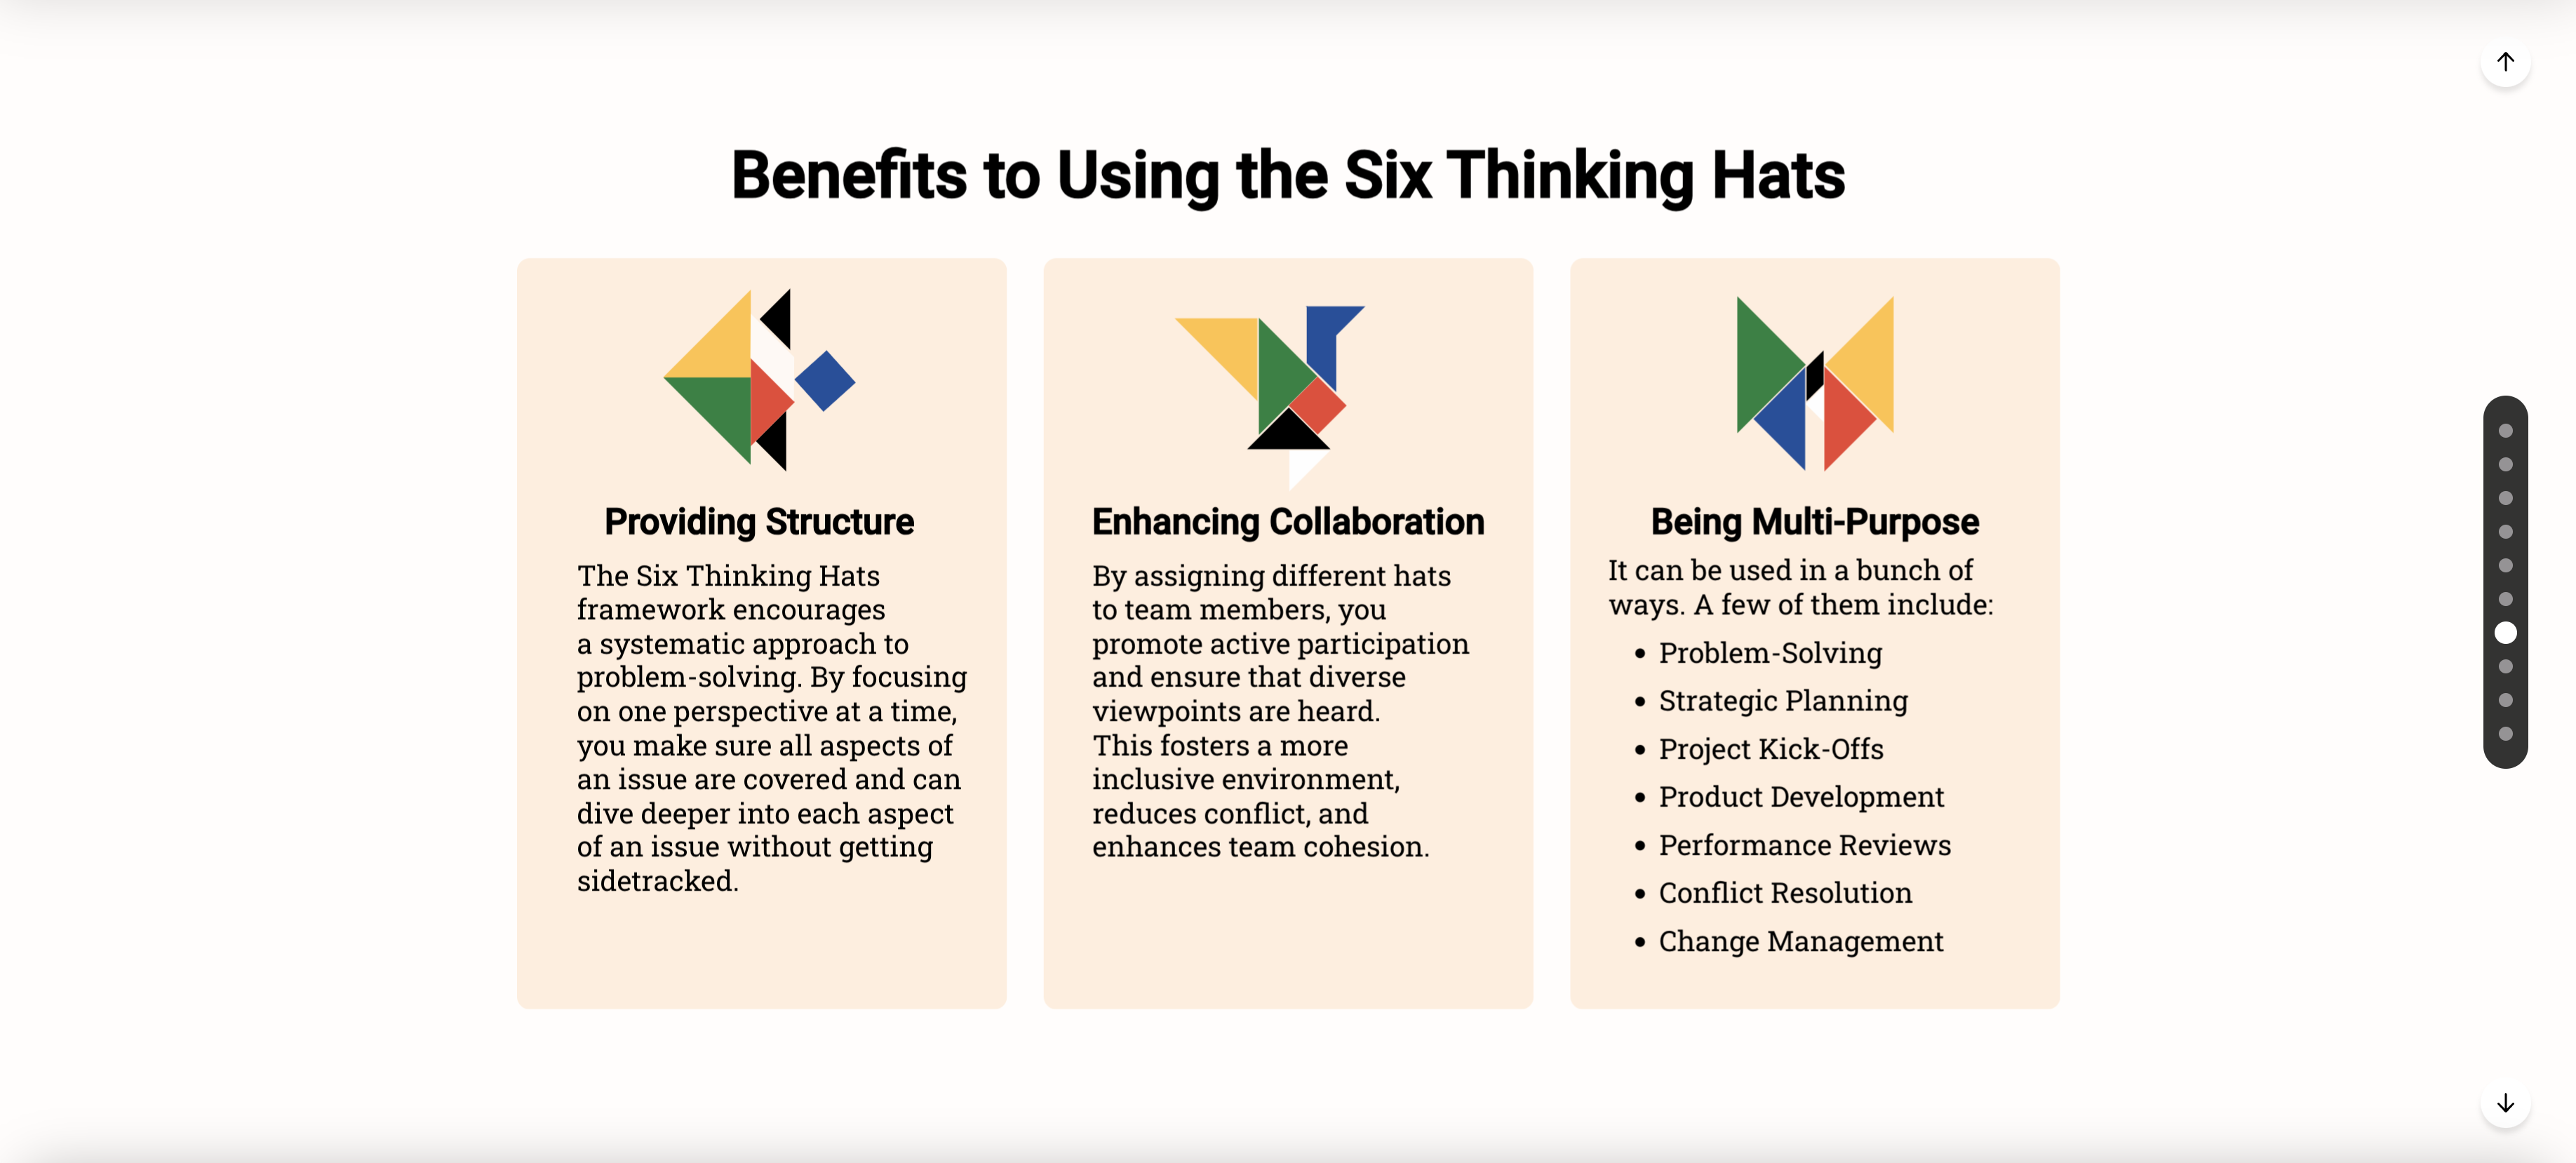 Benefits to Using the Six Thinking Hats
Providing Structure
The Six Thinking Hats
framework encourages
a systematic approach to
problem-solving. By focusing
on one perspective at a time,
you make sure all aspects of
an issue are covered and can
dive deeper into each aspect
of an issue without getting
sidetracked.
Enhancing Collaboration
By assigning different hats
to team members, you
promote active participation
and ensure that diverse
viewpoints are heard.
This fosters a more
inclusive environment,
reduces conflict, and
enhances team cohesion.
Being Multi-Purpose
It can be used in a bunch of
ways. A few of them include:
• Problem-Solving
• Strategic Planning
• Project Kick-Offs
• Product Development
• Performance Reviews
• Conflict Resolution
• Change Management